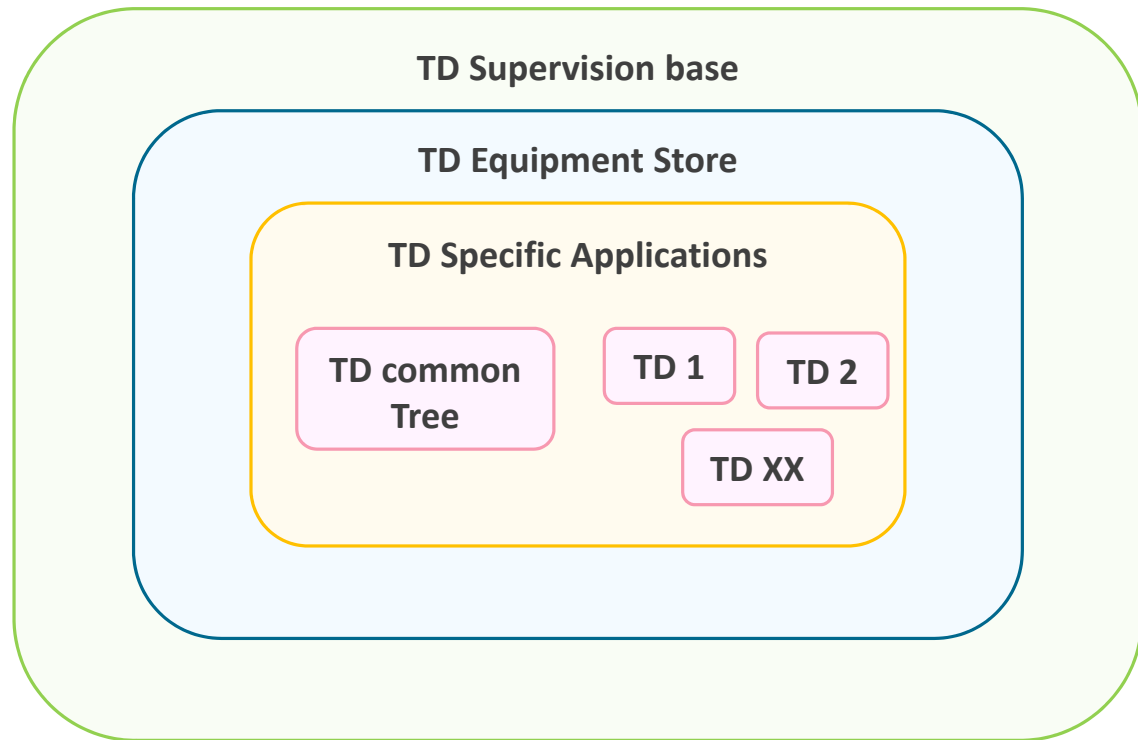 TD Supervision base
TD Equipment Store
TD Specific Applications
TD common
Tree
TD 1
TD 2
TD XX